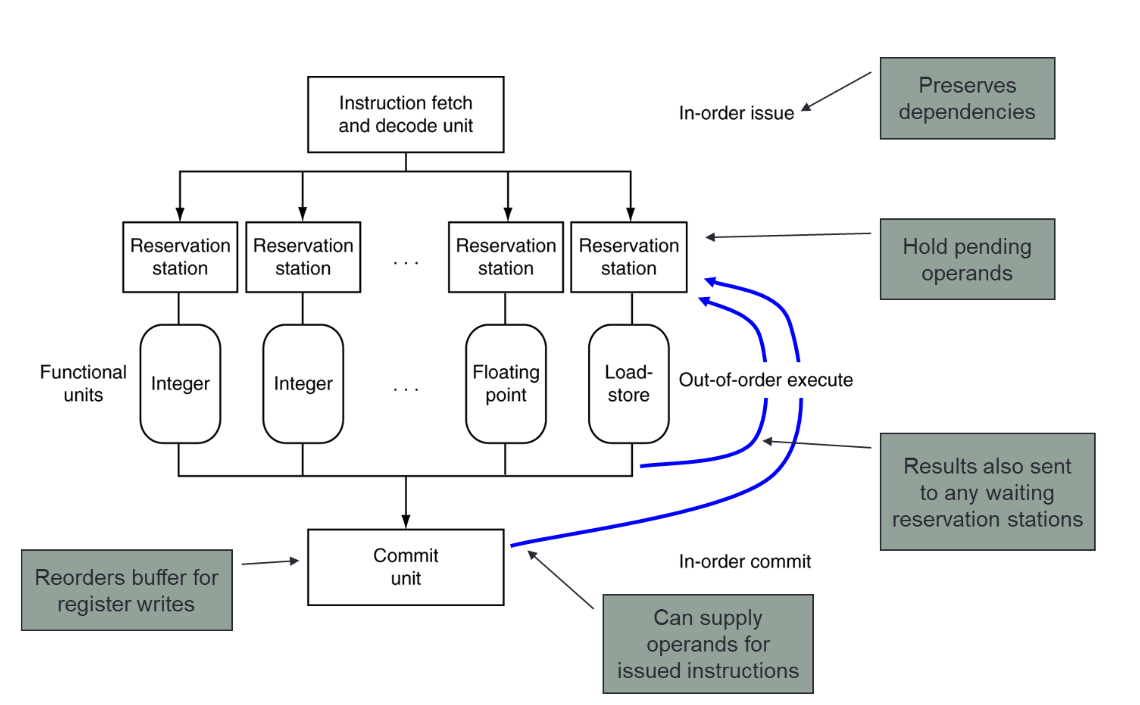 Instruction fetch
and decode unit
In-order issue
Preserves
dependencies
Reservation
station
Reservation
station
. . .
Reservation
station
Reservation
station
Hold pending
operands
Functional
units
Integer
Integer
. . .
Floating
point
Load-
store
Out-of-order execute
Results also sent
to any waiting
reservation stations
Commit
unit
In-order commit
Reorders buffer for
register writes
Can supply
operands for
issued instructions